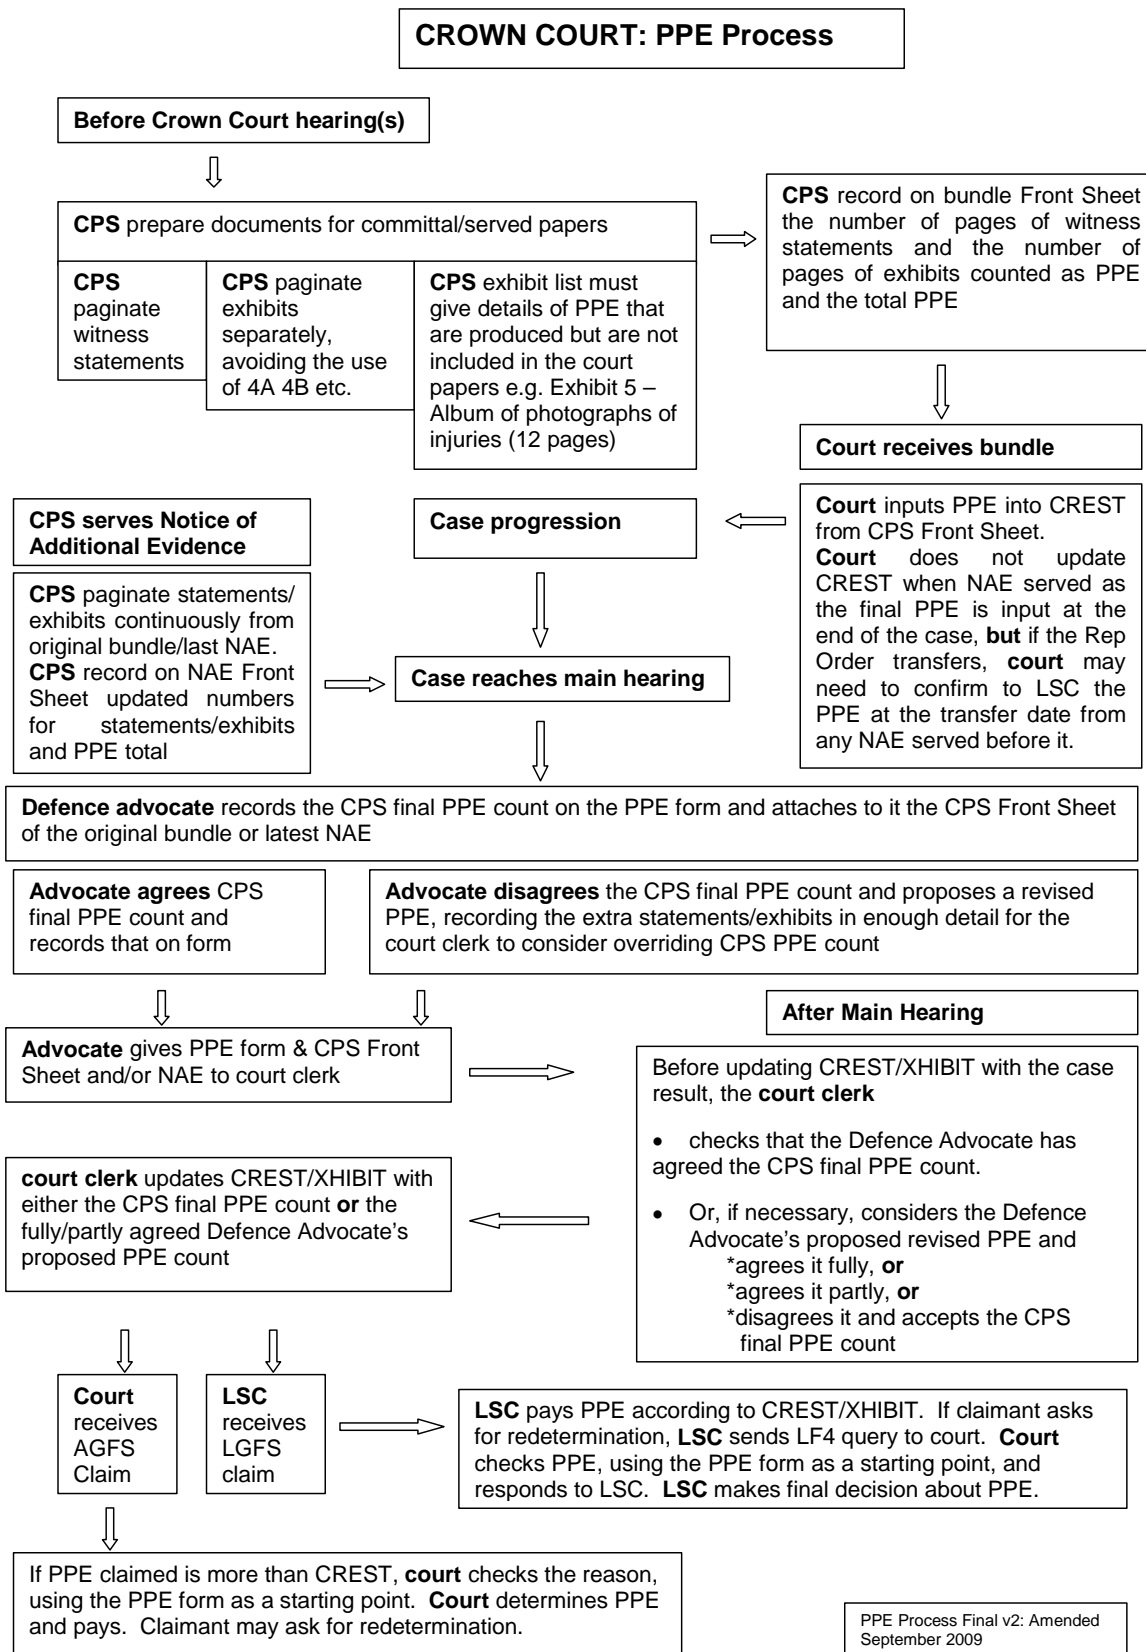 CROWN COURT: PPE Process
Before Crown Court hearing(s)
CPS prepare documents for committal/served papers
CPS
paginate
witness
statements
CPS paginate
exhibits
separately,
avoiding the use
of 4A 4B etc.
CPS exhibit list must
give details of PPE that
are produced but are not
included in the court
papers e.g. Exhibit 5 –
Album of photographs of
injuries (12 pages)
CPS record on bundle Front Sheet
the number of pages of witness
statements and the number of
pages of exhibits counted as PPE
and the total PPE
Court receives bundle
Court inputs PPE into CREST
from CPS Front Sheet.
Court does not update
CREST when NAE served as
the final PPE is input at the
end of the case, but if the Rep
Order transfers, court may
need to confirm to LSC the
PPE at the transfer date from
any NAE served before it.
Case progression
CPS serves Notice of
Additional Evidence
CPS paginate statements/
exhibits continuously from
original bundle/last NAE.
CPS record on NAE Front
Sheet updated numbers
for statements/exhibits
and PPE total
Case reaches main hearing
Defence advocate records the CPS final PPE count on the PPE form and attaches to it the CPS Front Sheet
of the original bundle or latest NAE
Advocate agrees CPS
final PPE count and
records that on form
Advocate disagrees the CPS final PPE count and proposes a revised
PPE, recording the extra statements/exhibits in enough detail for the
court clerk to consider overriding CPS PPE count
Advocate gives PPE form & CPS Front
Sheet and/or NAE to court clerk
After Main Hearing
Before updating CREST/XHIBIT with the case
result, the court clerk
• checks that the Defence Advocate has
agreed the CPS final PPE count.
• Or, if necessary, considers the Defence
Advocate's proposed revised PPE and
*agrees it fully, or
*agrees it partly, or
*disagrees it and accepts the CPS
final PPE count
court clerk updates CREST/XHIBIT with
either the CPS final PPE count or the
fully/partly agreed Defence Advocate's
proposed PPE count
Court
receives
AGFS
Claim
LSC
receives
LGFS
claim
LSC pays PPE according to CREST/XHIBIT. If claimant asks
for redetermination, LSC sends LF4 query to court. Court
checks PPE, using the PPE form as a starting point, and
responds to LSC. LSC makes final decision about PPE.
If PPE claimed is more than CREST, court checks the reason,
using the PPE form as a starting point. Court determines PPE
and pays. Claimant may ask for redetermination.
PPE Process Final v2: Amended
September 2009